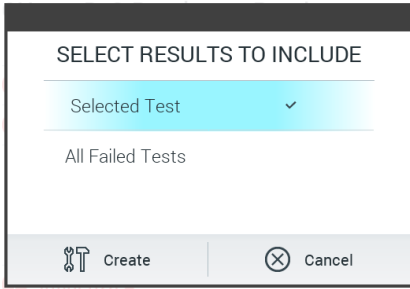 SELECT RESULTS TO INCLUDE
Selected Test
All Failed Tests
Create Cancel